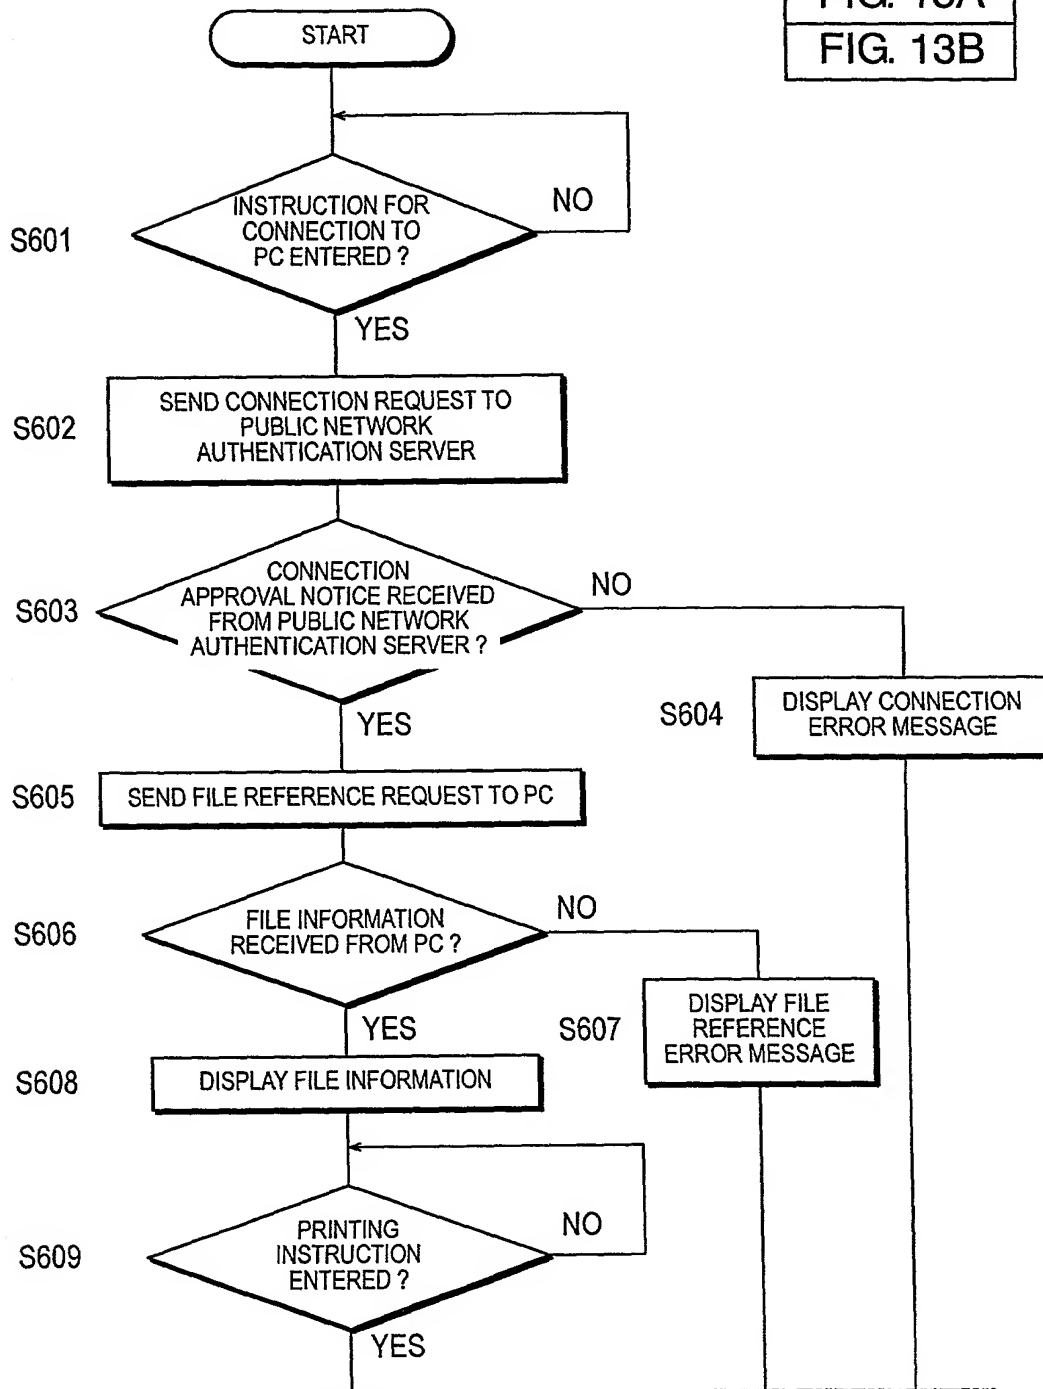 START
FIG. 13A
FIG. 13B
INSTRUCTION FOR
CONNECTION TO
PC ENTERED ?
NO
S601
YES
SEND CONNECTION REQUEST TO
PUBLIC NETWORK
AUTHENTICATION SERVER
S602
CONNECTION
APPROVAL NOTICE RECEIVED
FROM PUBLIC NETWORK
AUTHENTICATION SERVER ?
NO
S603
YES
S604
DISPLAY CONNECTION
ERROR MESSAGE
S605
SEND FILE REFERENCE REQUEST TO PC
S606
FILE INFORMATION
RECEIVED FROM PC ?
NO
YES
S607
DISPLAY FILE
REFERENCE
ERROR MESSAGE
S608
DISPLAY FILE INFORMATION
S609
PRINTING
INSTRUCTION
ENTERED ?
NO
YES